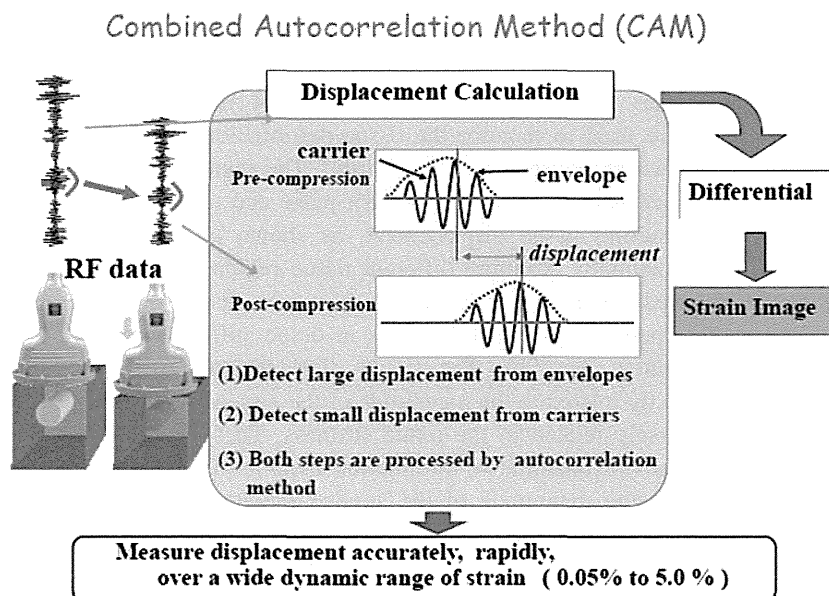 Combined Autocorrelation Method (CAM)
Displacement Calculation
carrier
Pre-compression
envelope
Differential
displacement
RF data
Post-compression
Strain Image
(1)Detect large displacement from envelopes
(2) Detect small displacement from carriers
(3) Both steps are processed by autocorrelation
method
Measure displacement accurately, rapidly,
over a wide dynamic range of strain ( 0.05% to 5.0 % )